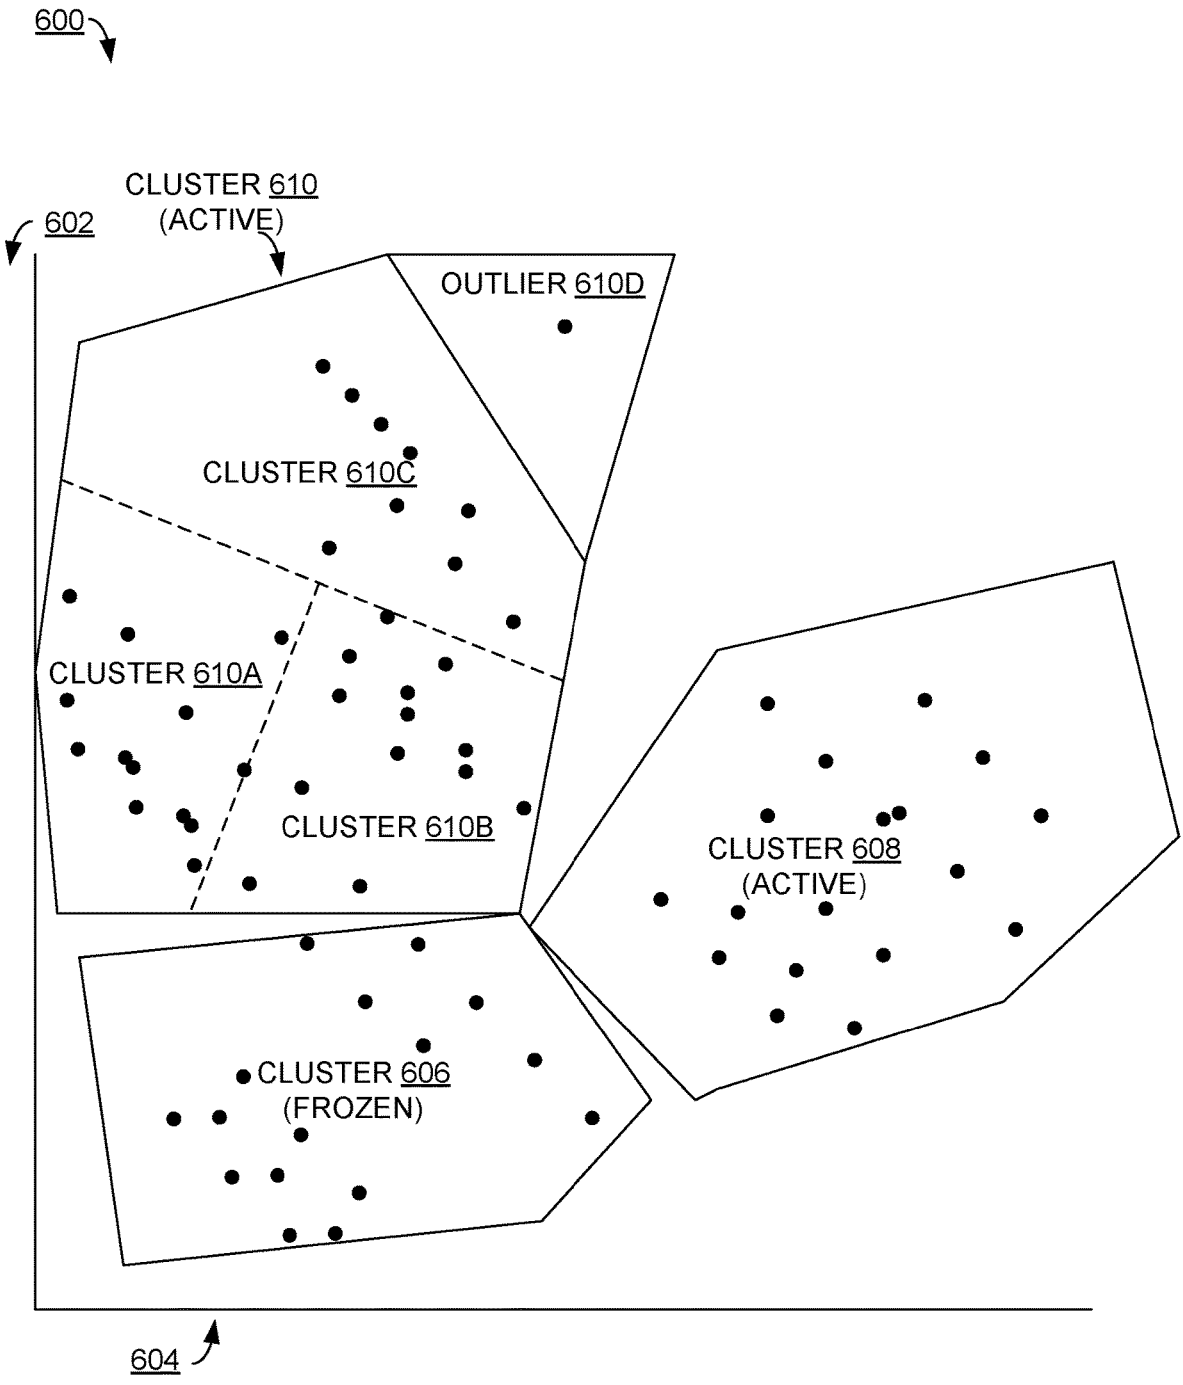 600
CLUSTER 610
(ACTIVE)
602
OUTLIER 610D
CLUSTER 610C
CLUSTER 610A
CLUSTER 610B
CLUSTER 608
(ACTIVE)
CLUSTER 606
(FROZEN)
604